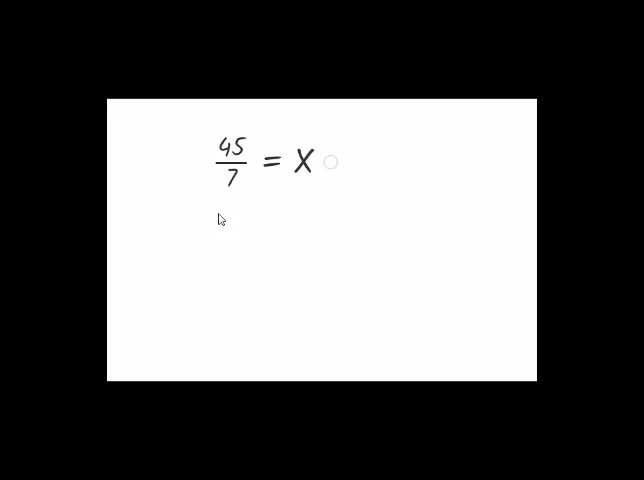 45/7 = X